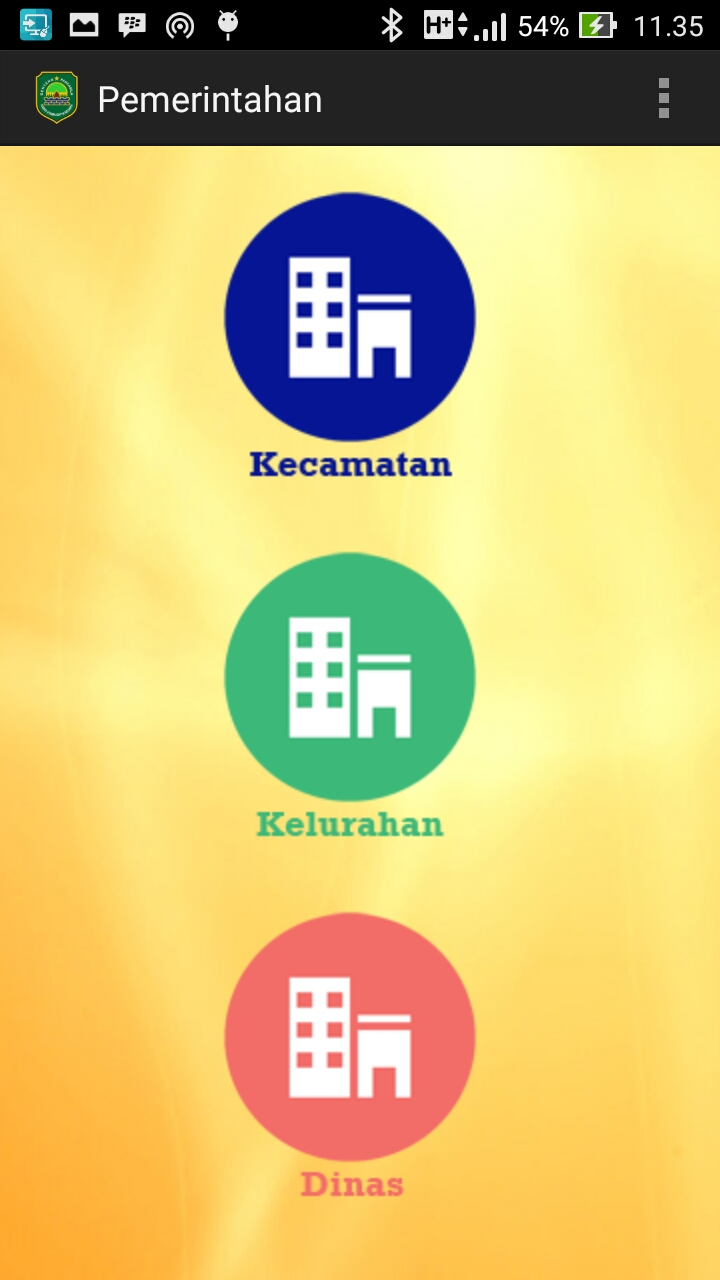 H+ 54% 11.35
Pemerintahan
Kecamatan
Kelurahan
Dinas